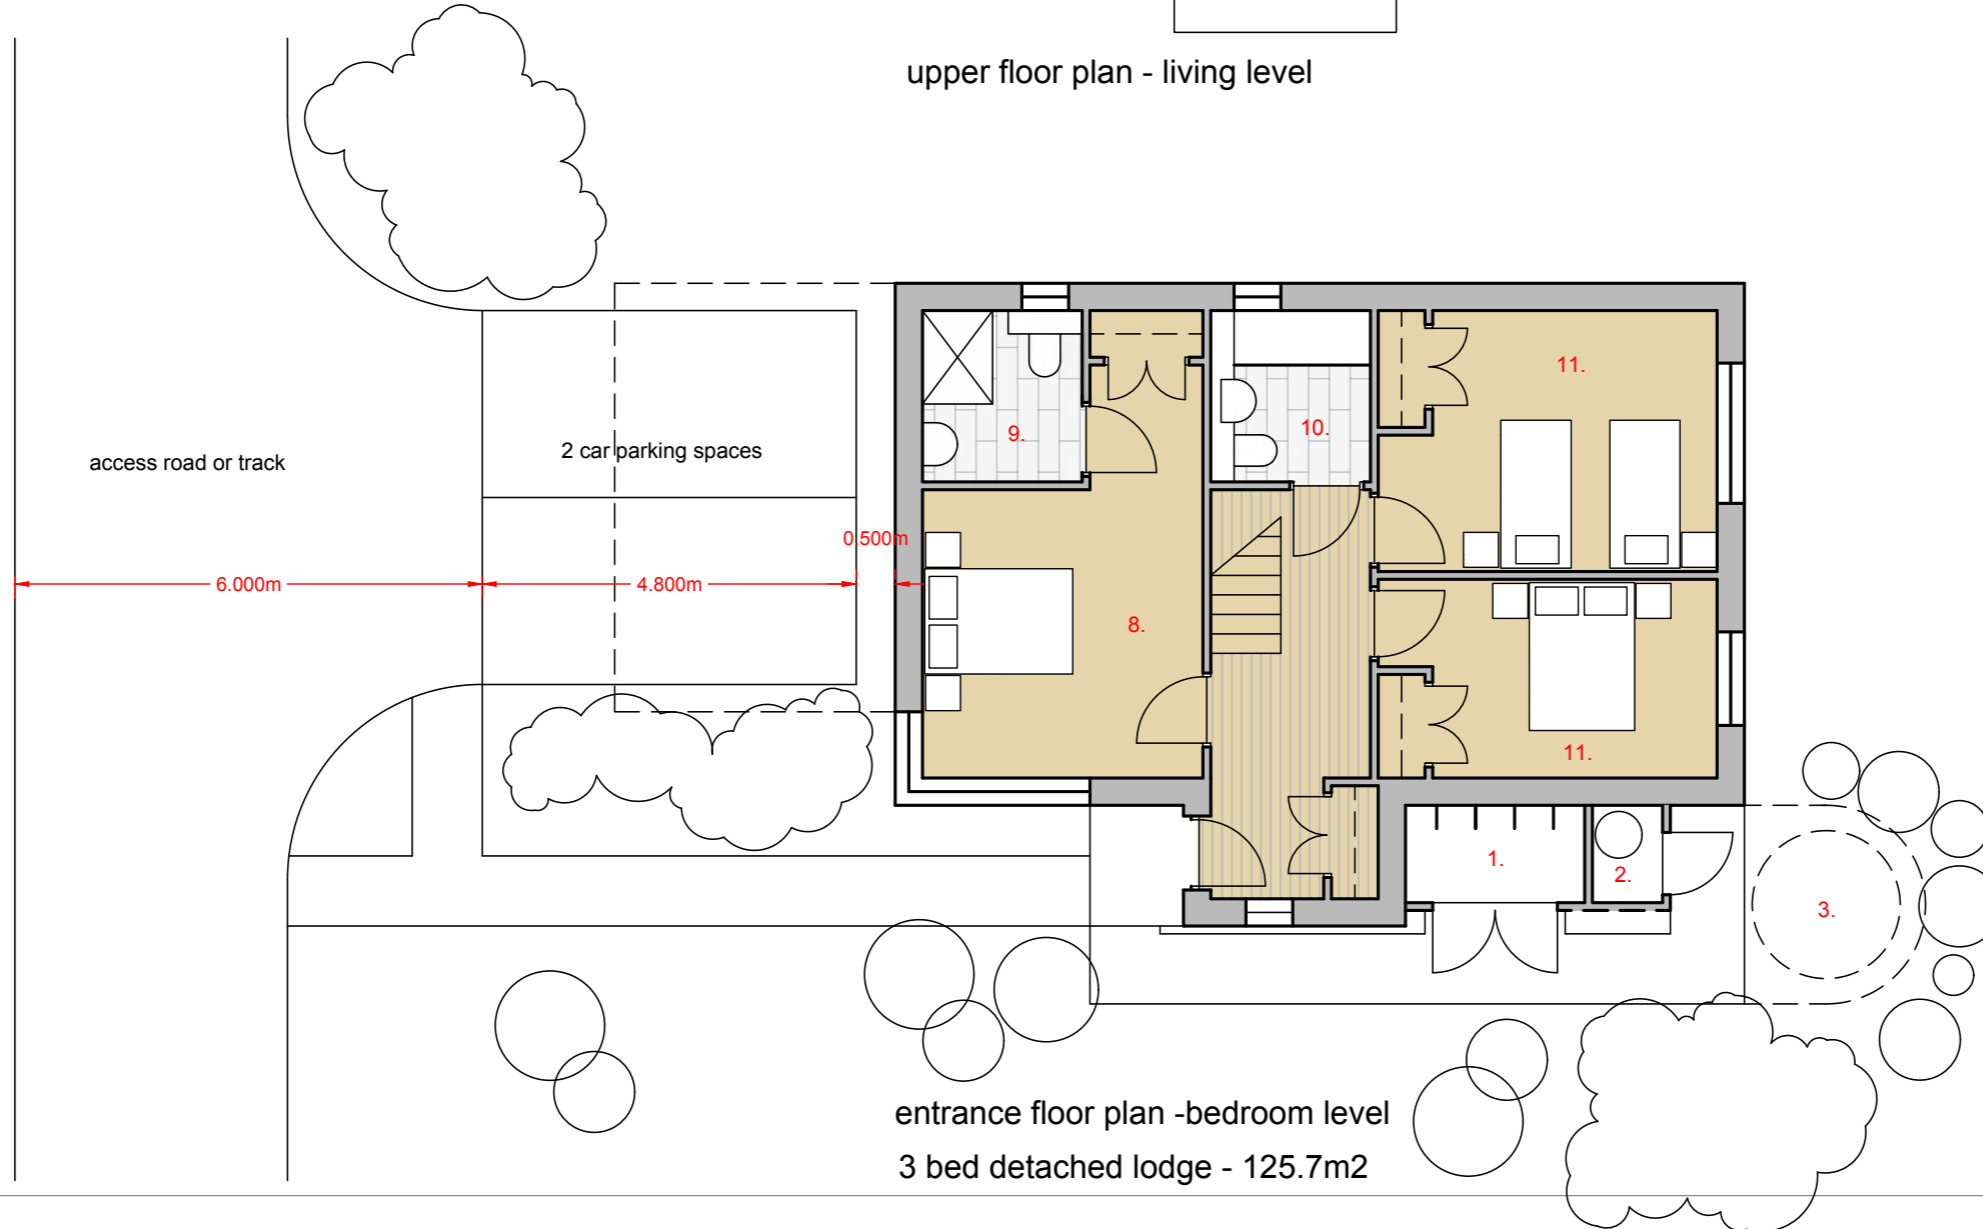 upper floor plan - living level
11.
9.
10.
2 car parking spaces
access road or track
0.500m
6.000m
4.800m
8.
11.
1.
2.
3.
entrance floor plan -bedroom level
3 bed detached lodge - 125.7m2